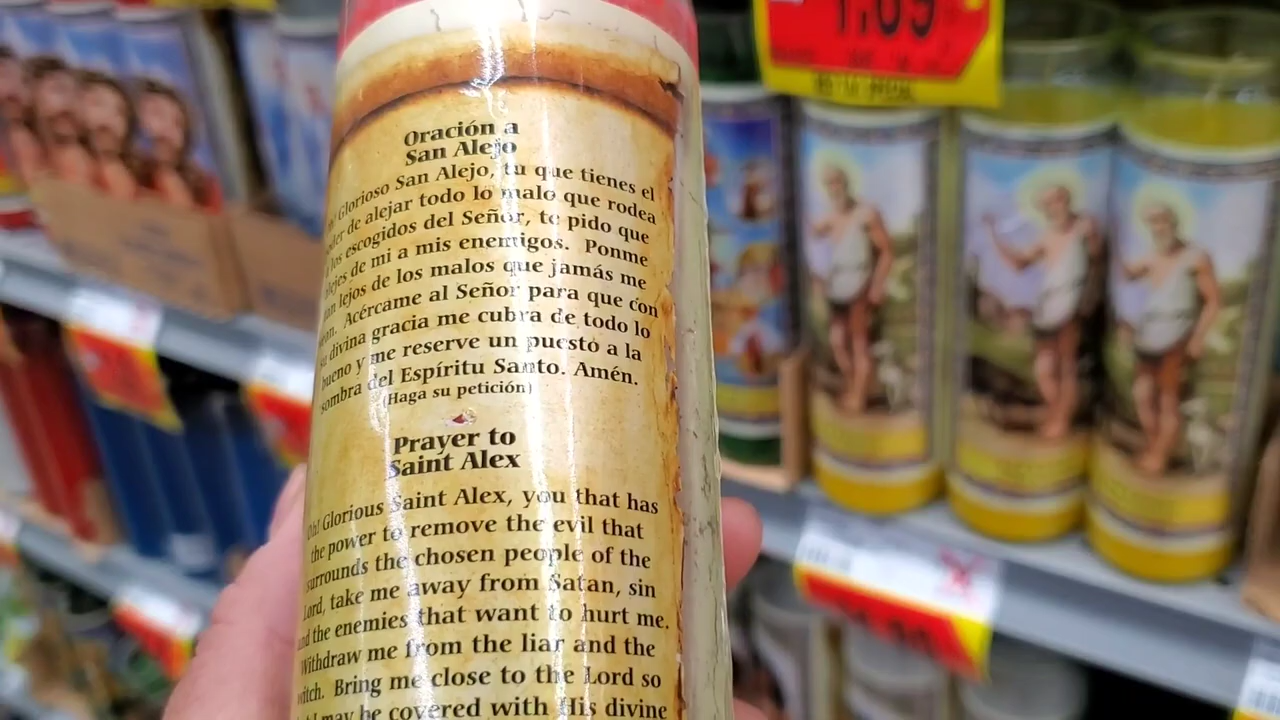 1.69
Oración a
San Alejo
Glorioso San Alejo, tu que tienes el
de alejar todo lo malo que rodea
los escogidos del Señor, te pido que
de mi a mis enemigos. Ponme
lejos de los malos que jamás me
Acércame al Señor para que con
divina gracia me cubra de todo lo
bueno y me reserve un puesto a la
sombra del Espíritu Santo. Amén.
(Haga su petición)
Prayer to
Saint Alex
Oh! Glorious Saint Alex, you that has
the power to remove the evil that
surrounds the chosen people of the
Lord, take me away from Satan, sin
and the enemies that want to hurt me.
Withdraw me from the liar and the
witch. Bring me close to the Lord so
may be covered with His divine